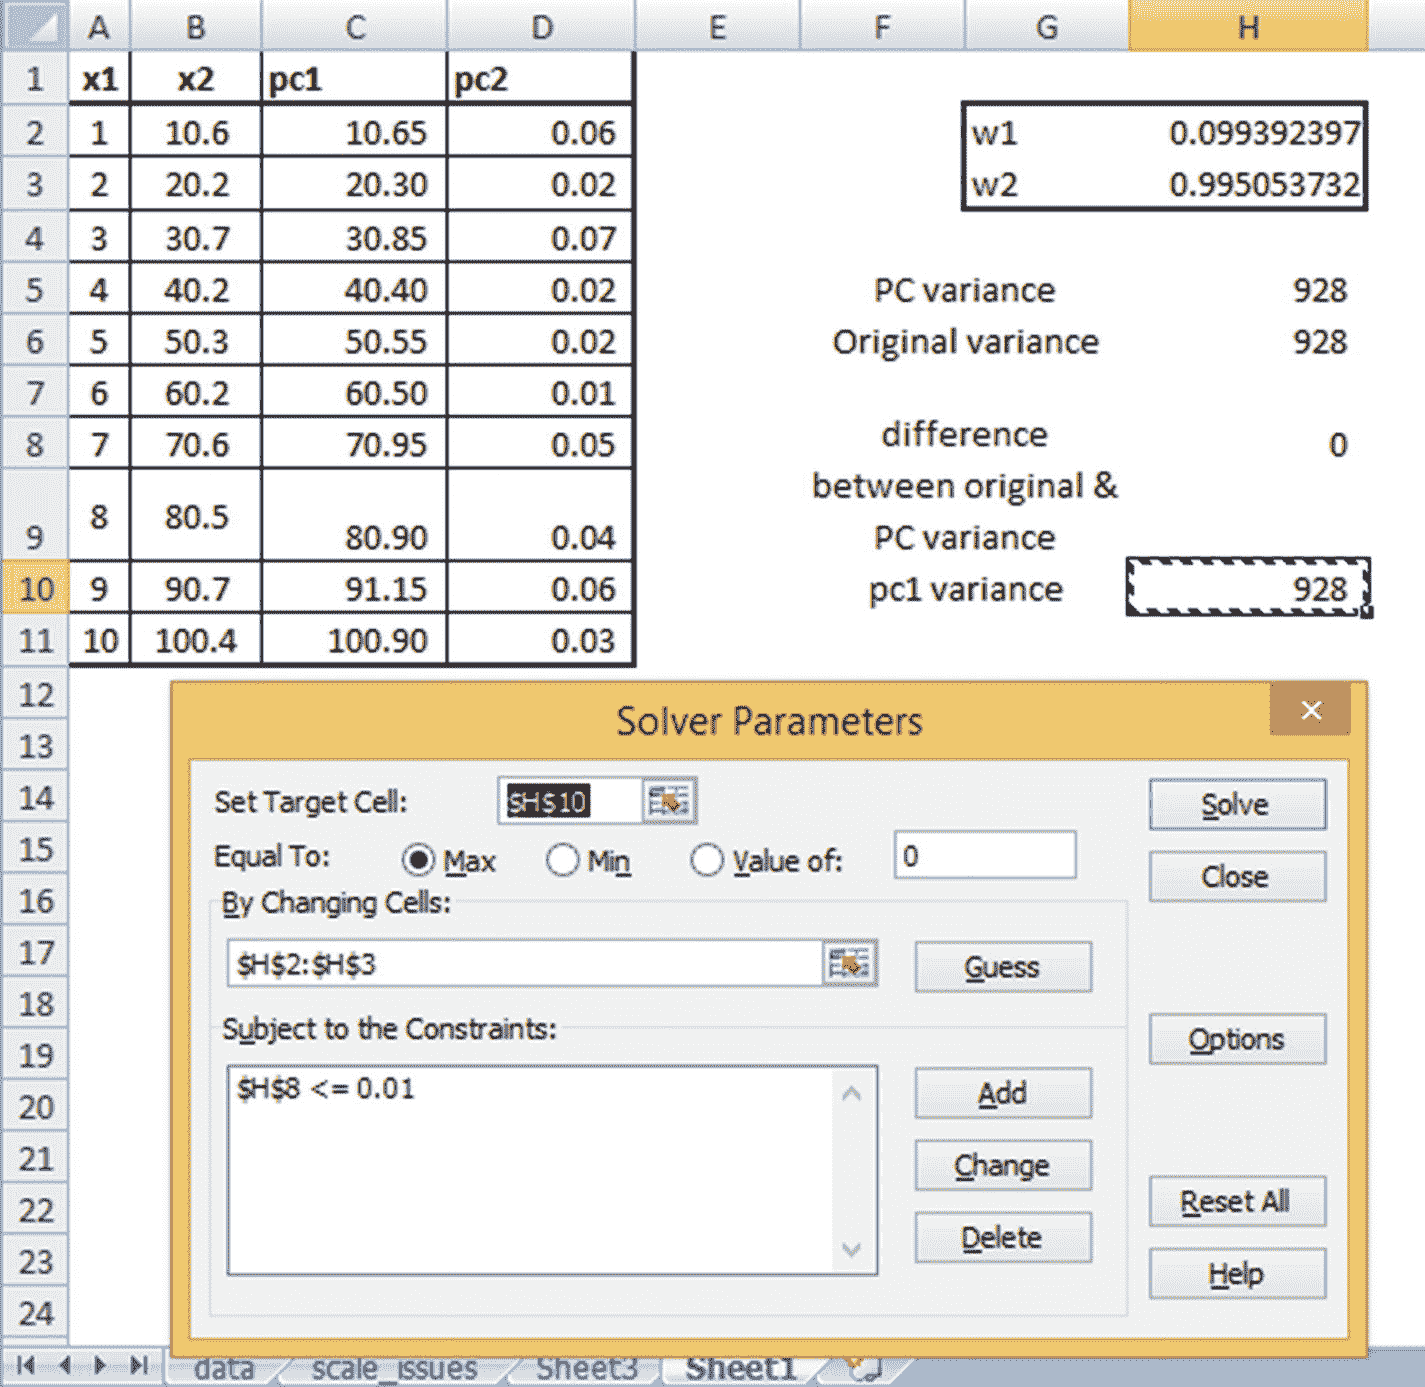 A B C D E F G H
1 x1 x2 pc1 pc2
2 1 10.6 10.65 0.06 w1 0.099392397
3 2 20.2 20.30 0.02 w2 0.995053732
4 3 30.7 30.85 0.07
5 4 40.2 40.40 0.02 PC variance 928
6 5 50.3 50.55 0.02 Original variance 928
7 6 60.2 60.50 0.01
8 7 70.6 70.95 0.05 difference 0
between original &
9 8 80.5 80.90 0.04 PC variance
10 9 90.7 91.15 0.06 pc1 variance 928
11 10 100.4 100.90 0.03
12
13
14
15
16
17
18
19
20
21
22
23
24
Solver Parameters
Set Target Cell: $H$10 Solve
Equal To: Max Min Value of: 0
Close
By Changing Cells:
$H$2:$H$3 Guess
Subject to the Constraints:
Options
$H$8 <= 0.01 Add
Change
Reset All
Delete
Help
data scale_issues Sheet3 Sheet1